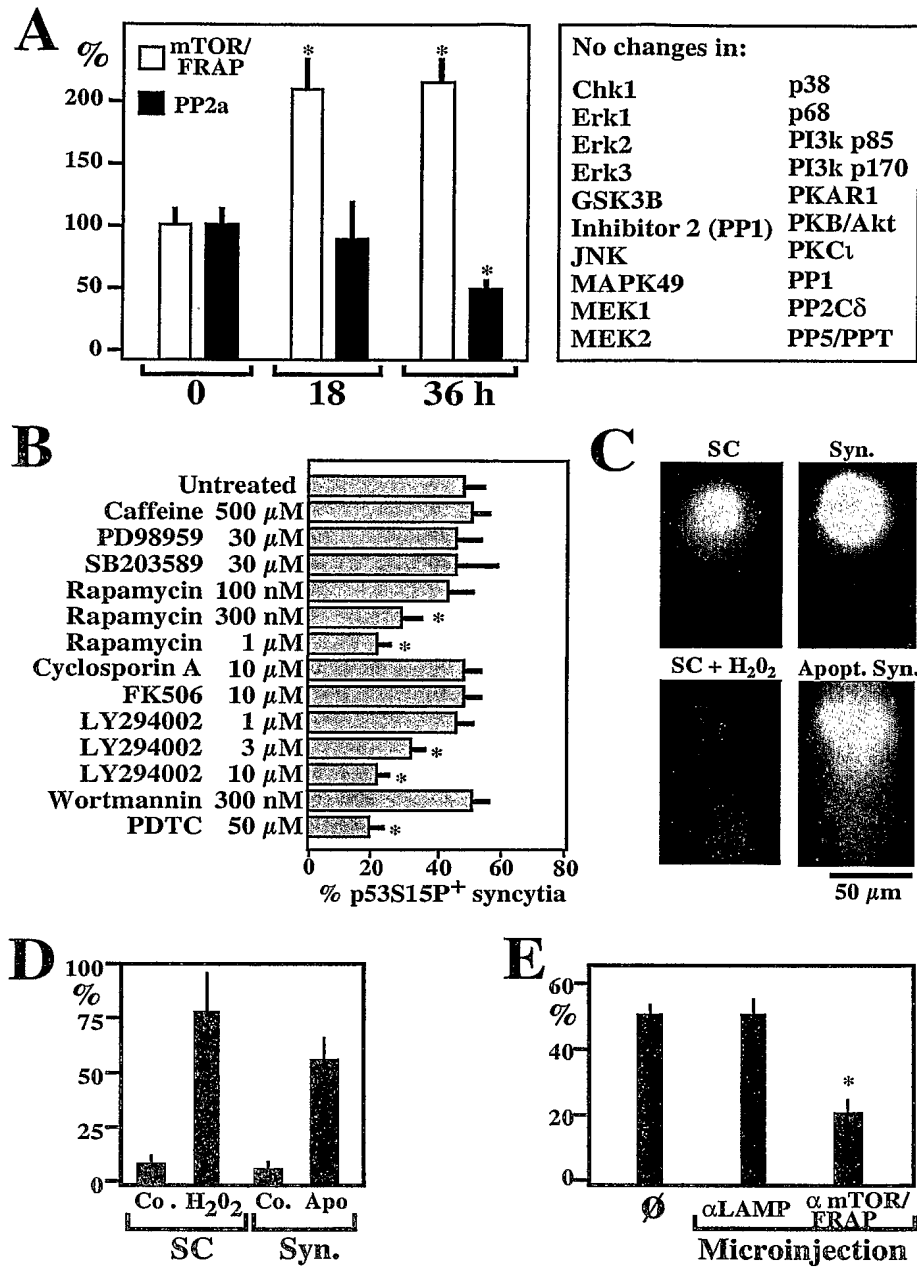 A
%
mTOR/
FRAP
PP2a
200
150
100
50
0
*
*
*
0 18 36 h
No changes in:
Chk1 p38
Erk1 p68
Erk2 PI3k p85
Erk3 PI3k p170
GSK3B PKAR1
Inhibitor 2 (PP1) PKB/Akt
JNK PKCι
MAPK49 PP1
MEK1 PP2Cδ
MEK2 PP5/PPT
B
Untreated
Caffeine 500 µM
PD98959 30 µM
SB203589 30 µM
Rapamycin 100 nM
Rapamycin 300 nM *
Rapamycin 1 µM *
Cyclosporin A 10 µM
FK506 10 µM
LY294002 1 µM
LY294002 3 µM *
LY294002 10 µM *
Wortmannin 300 nM
PDTC 50 µM *
0 20 40 60 80
% p53S15P+ syncytia
C
SC Syn.
SC + H2O2 Apopt. Syn.
50 µm
D
100
%
75
50
25
0
Co. H2O2 Co. Apo
SC Syn.
E
60
%
40
20
0
*
Ø αLAMP α mTOR/
FRAP
Microinjection